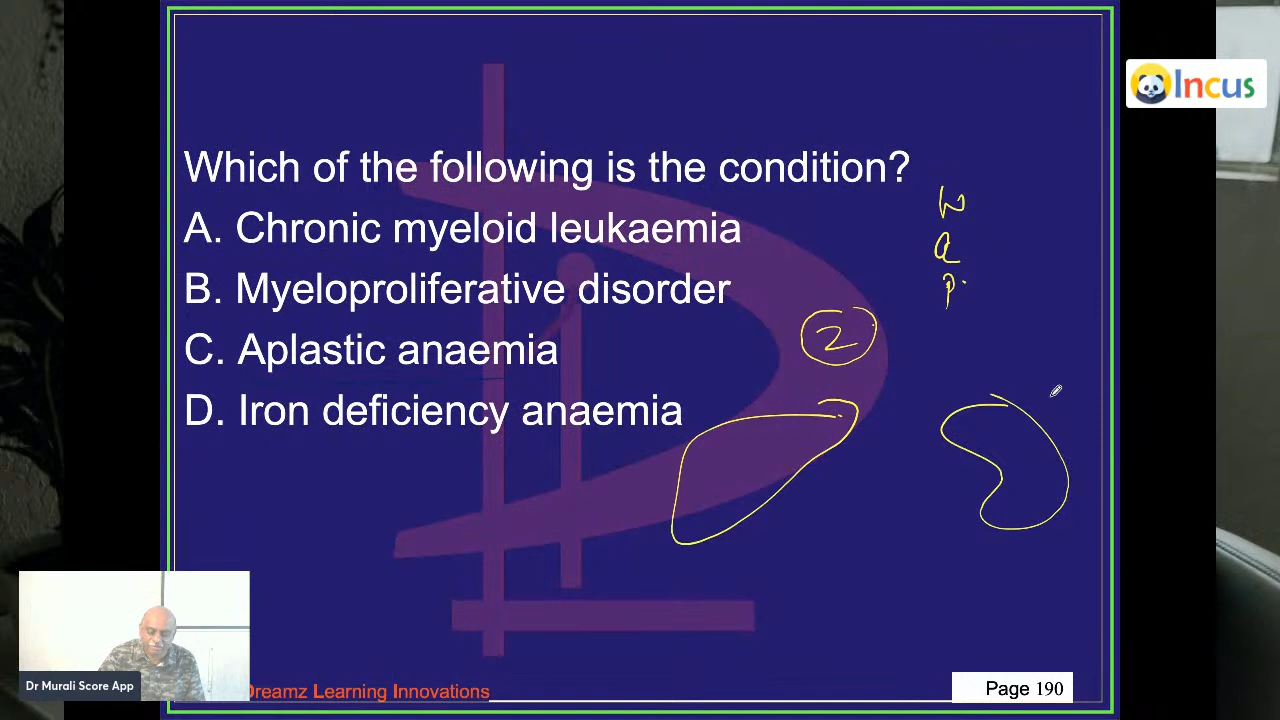 Incus
Which of the following is the condition?
A. Chronic myeloid leukaemia
B. Myeloproliferative disorder
C. Aplastic anaemia
D. Iron deficiency anaemia
2
Dr Murali Score App
Dreamz Learning Innovations
Page 190